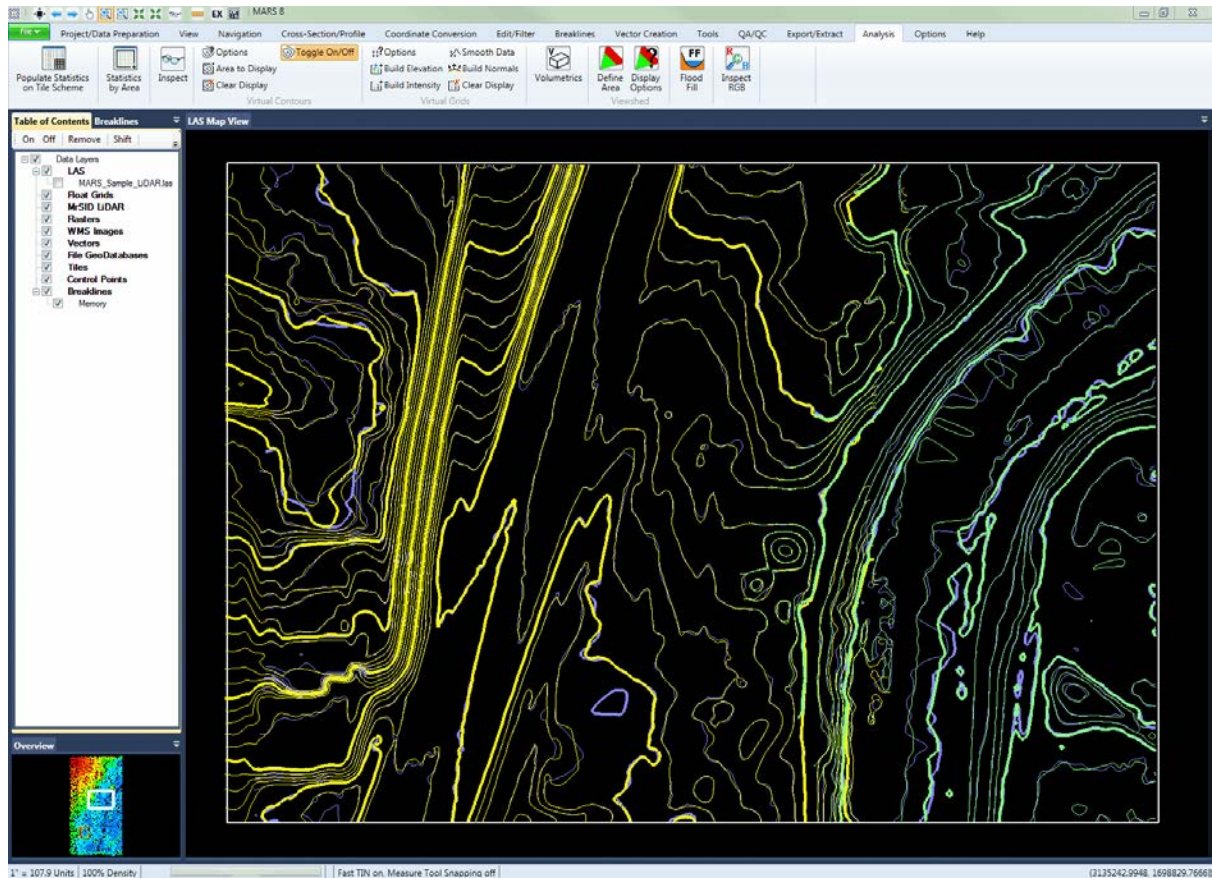 EX MARS 8
File Project/Data Preparation View Navigation Cross-Section/Profile Coordinate Conversion Edit/Filter Breaklines Vector Creation Tools QA/QC Export/Extract Analysis Options Help
Populate Statistics on Tile Scheme
Statistics by Area
Inspect
Options
Area to Display
Clear Display
Toggle On/Off
Virtual Contours
Options
Build Elevation
Build Intensity
Smooth Data
Build Normals
Clear Display
Virtual Grids
V
Volumetrics
Define Area
Display Options
Viewshed
FF
Flood Fill
R G B
Inspect RGB
Table of Contents Breaklines
LAS Map View
On Off Remove Shift
Data Layers
LAS
MARS_Sample_LiDAR.las
Float Grids
MrSID LiDAR
Rasters
WMS Images
Vectors
File GeoDatabases
Tiles
Control Points
Breaklines
Memory
Overview
1" = 107.9 Units 100% Density Fast TIN on, Measure Tool Snapping off (3135242.9948, 1698829.7666)